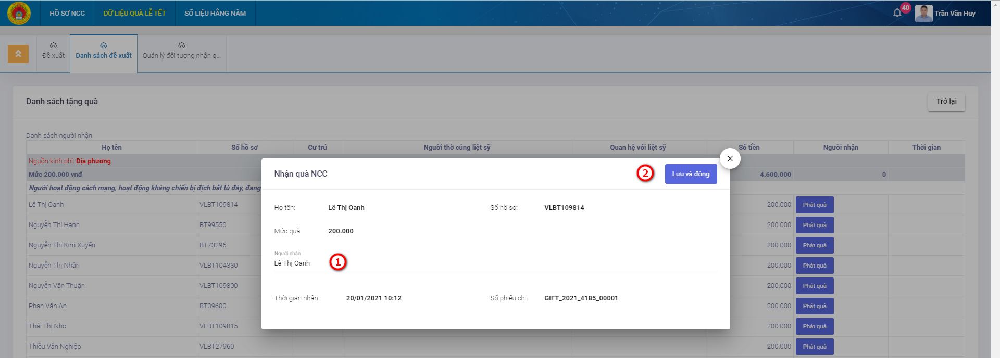 HỒ SƠ NCC
DỮ LIỆU QUÀ LỄ TẾT
SỐ LIỆU HẰNG NĂM
40
Trần Văn Huy
Đề xuất
Danh sách đề xuất
Quản lý đối tượng nhận q...
Danh sách tặng quà
Trở lại
Danh sách người nhận
Họ tên Số hồ sơ Cư trú Người thờ cúng liệt sỹ Quan hệ với liệt sỹ Số tiền Người nhận Thời gian
Nguồn kinh phí: Địa phương
Mức 200.000 vnđ 4.600.000 0
Người hoạt động cách mạng, hoạt động kháng chiến bị địch bắt tù đày, đang
Lê Thị Oanh VLBT109814 200.000 Phát quà
Nguyễn Thị Hạnh BT99550 200.000 Phát quà
Nguyễn Thị Kim Xuyến BT73296 200.000 Phát quà
Nguyễn Thị Nhân VLBT104330 200.000 Phát quà
Nguyễn Văn Thuận VLBT109800 200.000 Phát quà
Phan Văn An BT39600 200.000 Phát quà
Thái Thị Nho VLBT109815 200.000 Phát quà
Thiều Văn Nghiệp VLBT27960 200.000 Phát quà
Nhận quà NCC
2
Lưu và đóng
Họ tên: Lê Thị Oanh Số hồ sơ: VLBT109814
Mức quà 200.000
Người nhận
Lê Thị Oanh 1
Thời gian nhận 20/01/2021 10:12 Số phiếu chi: GIFT_2021_4185_00001